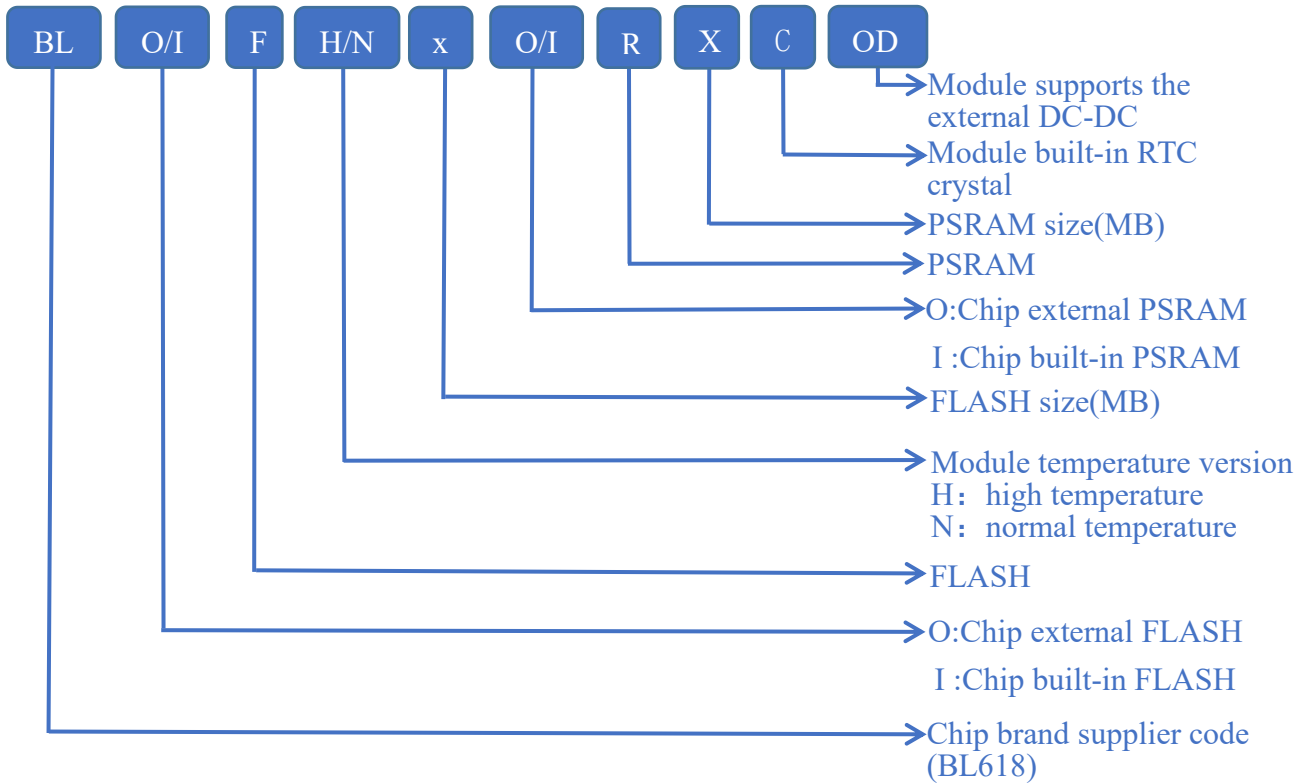 BL O/I F H/N x O/I R X C OD
Module supports the
external DC-DC
Module built-in RTC
crystal
PSRAM size(MB)
PSRAM
O:Chip external PSRAM
I :Chip built-in PSRAM
FLASH size(MB)
Module temperature version
H： high temperature
N： normal temperature
FLASH
O:Chip external FLASH
I :Chip built-in FLASH
Chip brand supplier code
(BL618)